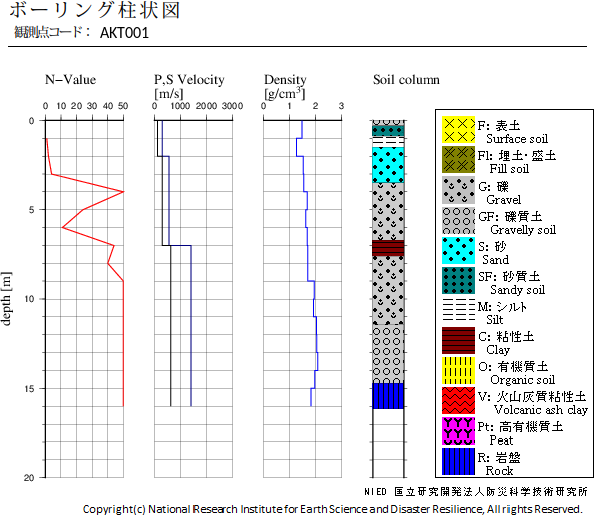 ボーリング柱状図
観測点コード： AKT001
N−Value
P,S Velocity
[m/s]
Density
[g/cm3]
Soil column
0 10 20 30 40 50
0 1000 2000 3000
0 1 2 3
0
5
10
15
20
depth [m]
F: 表土
Surface soil
Fl: 埋土・盛土
Fill soil
G: 礫
Gravel
GF: 礫質土
Gravelly soil
S: 砂
Sand
SF: 砂質土
Sandy soil
M: シルト
Silt
C: 粘性土
Clay
O: 有機質土
Organic soil
V: 火山灰質粘性土
Volcanic ash clay
Pt: 高有機質土
Peat
R: 岩盤
Rock
NIED 国立研究開発法人防災科学技術研究所
Copyright(c) National Research Institute for Earth Science and Disaster Resilience, All rights Reserved.